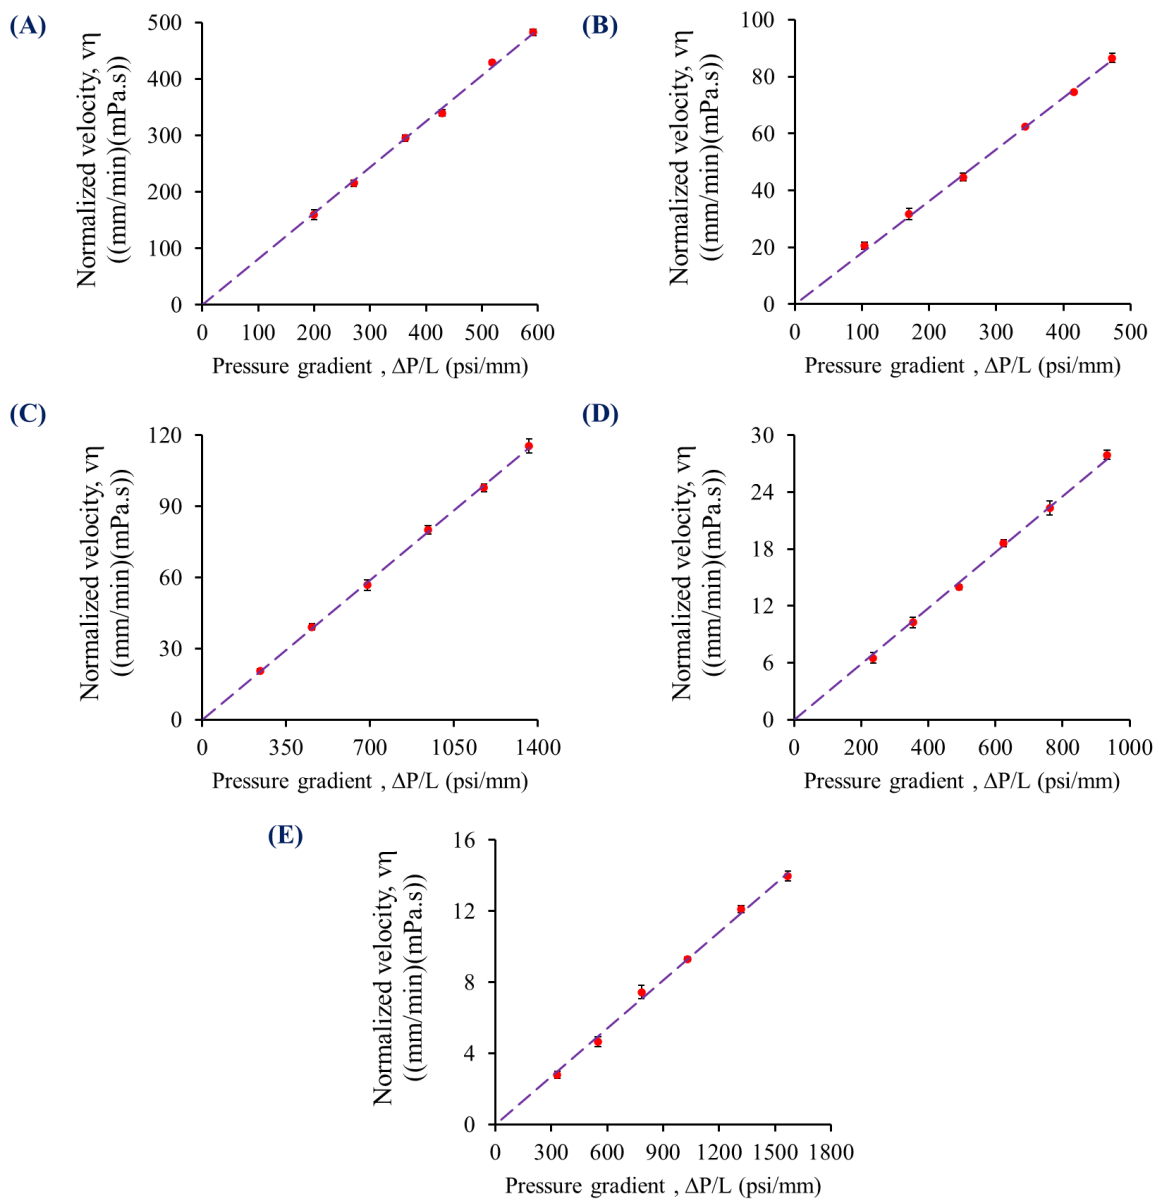 (A)
Normalized velocity, vη
((mm/min)(mPa.s))
500
400
300
200
100
0
0 100 200 300 400 500 600
Pressure gradient , ΔP/L (psi/mm)
(B)
Normalized velocity, vη
((mm/min)(mPa.s))
100
80
60
40
20
0
0 100 200 300 400 500
Pressure gradient , ΔP/L (psi/mm)
(C)
Normalized velocity, vη
((mm/min)(mPa.s))
120
90
60
30
0
0 350 700 1050 1400
Pressure gradient , ΔP/L (psi/mm)
(D)
Normalized velocity, vη
((mm/min)(mPa.s))
30
24
18
12
6
0
0 200 400 600 800 1000
Pressure gradient , ΔP/L (psi/mm)
(E)
Normalized velocity, vη
((mm/min)(mPa.s))
16
12
8
4
0
0 300 600 900 1200 1500 1800
Pressure gradient , ΔP/L (psi/mm)